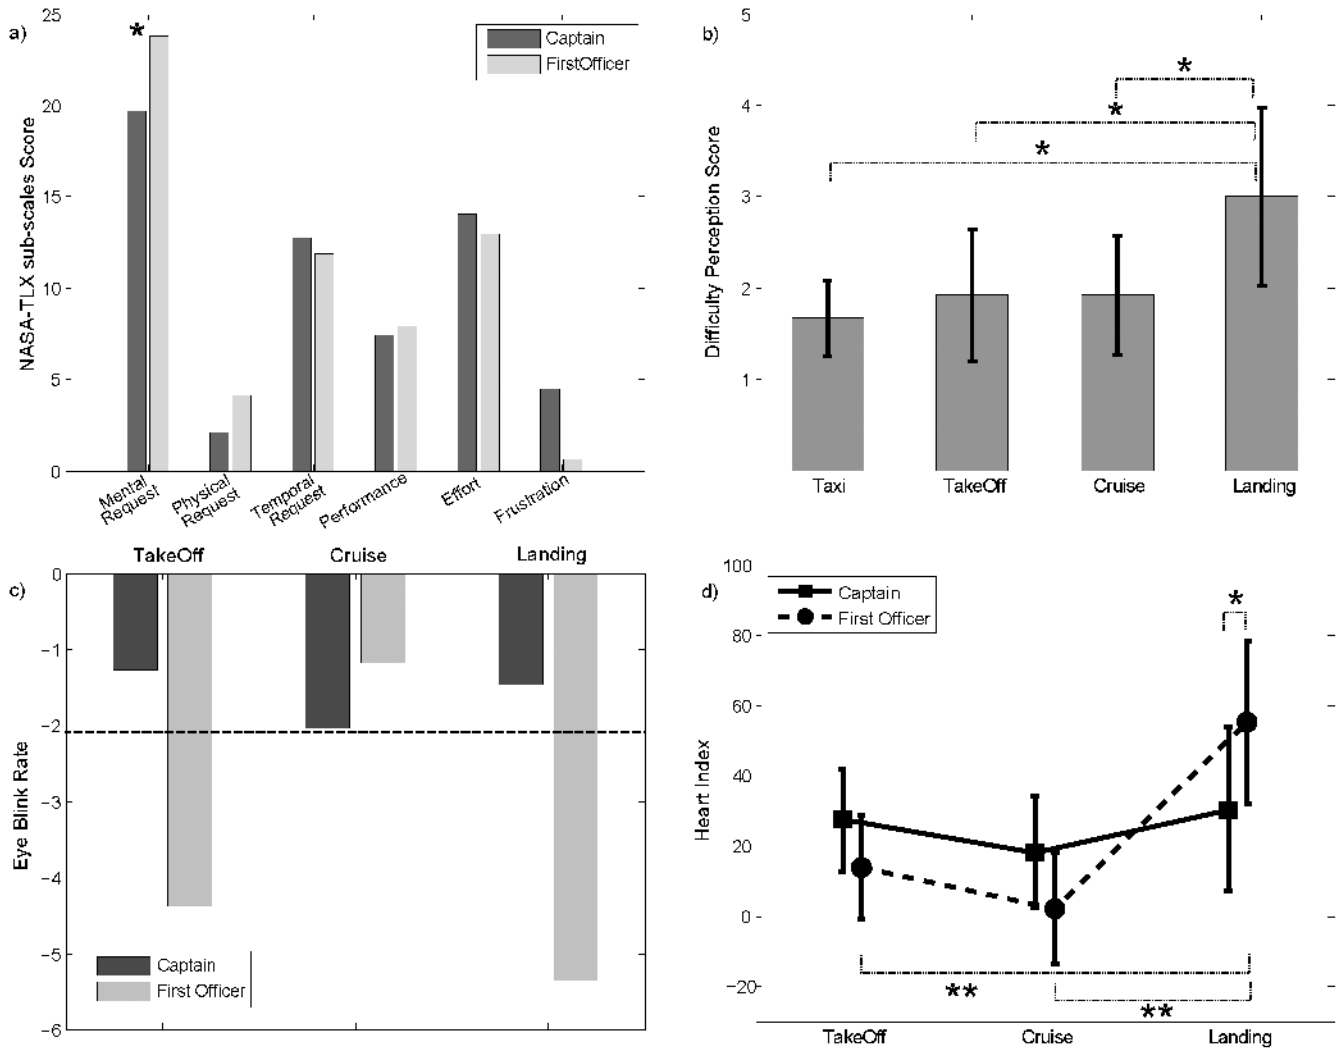 a)
NASA-TLX sub-scales Score
25
20
15
10
5
0
*
Captain
FirstOfficer
Mental
Request
Physical
Request
Temporal
Request
Performance
Effort
Frustration
b)
Difficulty Perception Score
5
4
3
2
1
*
*
*
Taxi
TakeOff
Cruise
Landing
c)
TakeOff
Cruise
Landing
Eye Blink Rate
0
−1
−2
−3
−4
−5
−6
Captain
First Officer
d)
Heart Index
100
80
60
40
20
0
−20
Captain
First Officer
*
**
**
TakeOff
Cruise
Landing